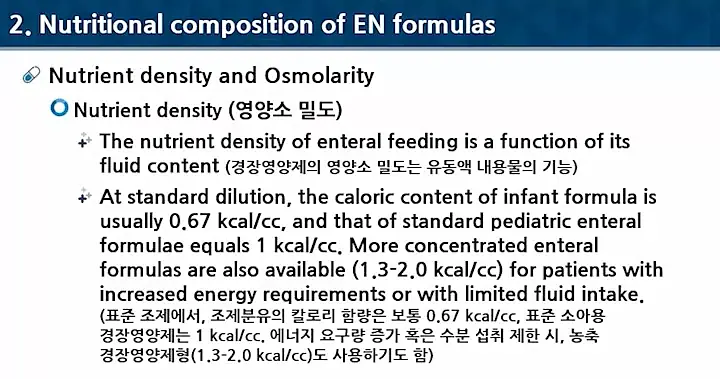 2. Nutritional composition of EN formulas
Nutrient density and Osmolarity
Nutrient density (영양소 밀도)
The nutrient density of enteral feeding is a function of its
fluid content (경장영양제의 영양소 밀도는 유동액 내용물의 기능)
At standard dilution, the caloric content of infant formula is
usually 0.67 kcal/cc, and that of standard pediatric enteral
formulae equals 1 kcal/cc. More concentrated enteral
formulas are also available (1.3-2.0 kcal/cc) for patients with
increased energy requirements or with limited fluid intake.
(표준 조제에서, 조제분유의 칼로리 함량은 보통 0.67 kcal/cc, 표준 소아용
경장영양제는 1 kcal/cc. 에너지 요구량 증가 혹은 수분 섭취 제한 시, 농축
경장영양제형(1.3-2.0 kcal/cc)도 사용하기도 함)